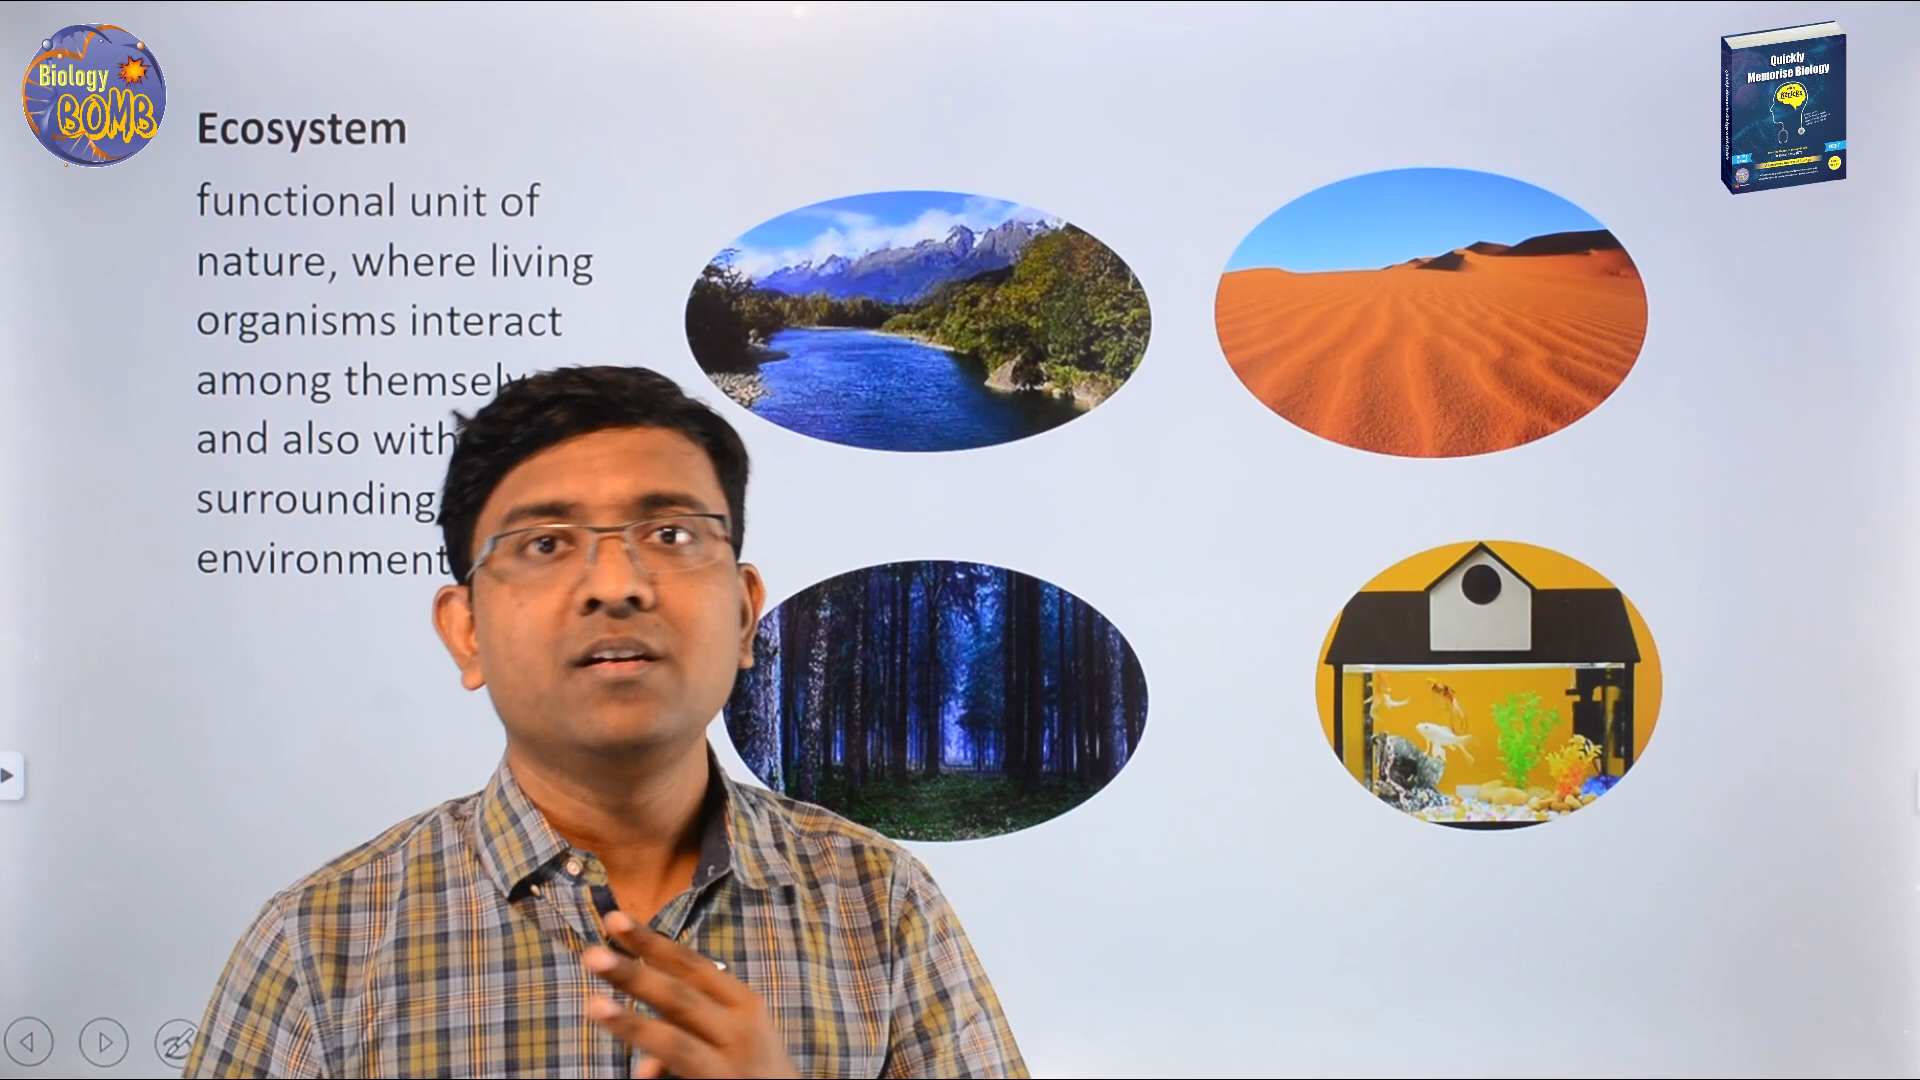 Biology
BOMB
Quickly
Memorise Biology
Ecosystem
functional unit of
nature, where living
organisms interact
among themselv
and also with
surrounding
environment